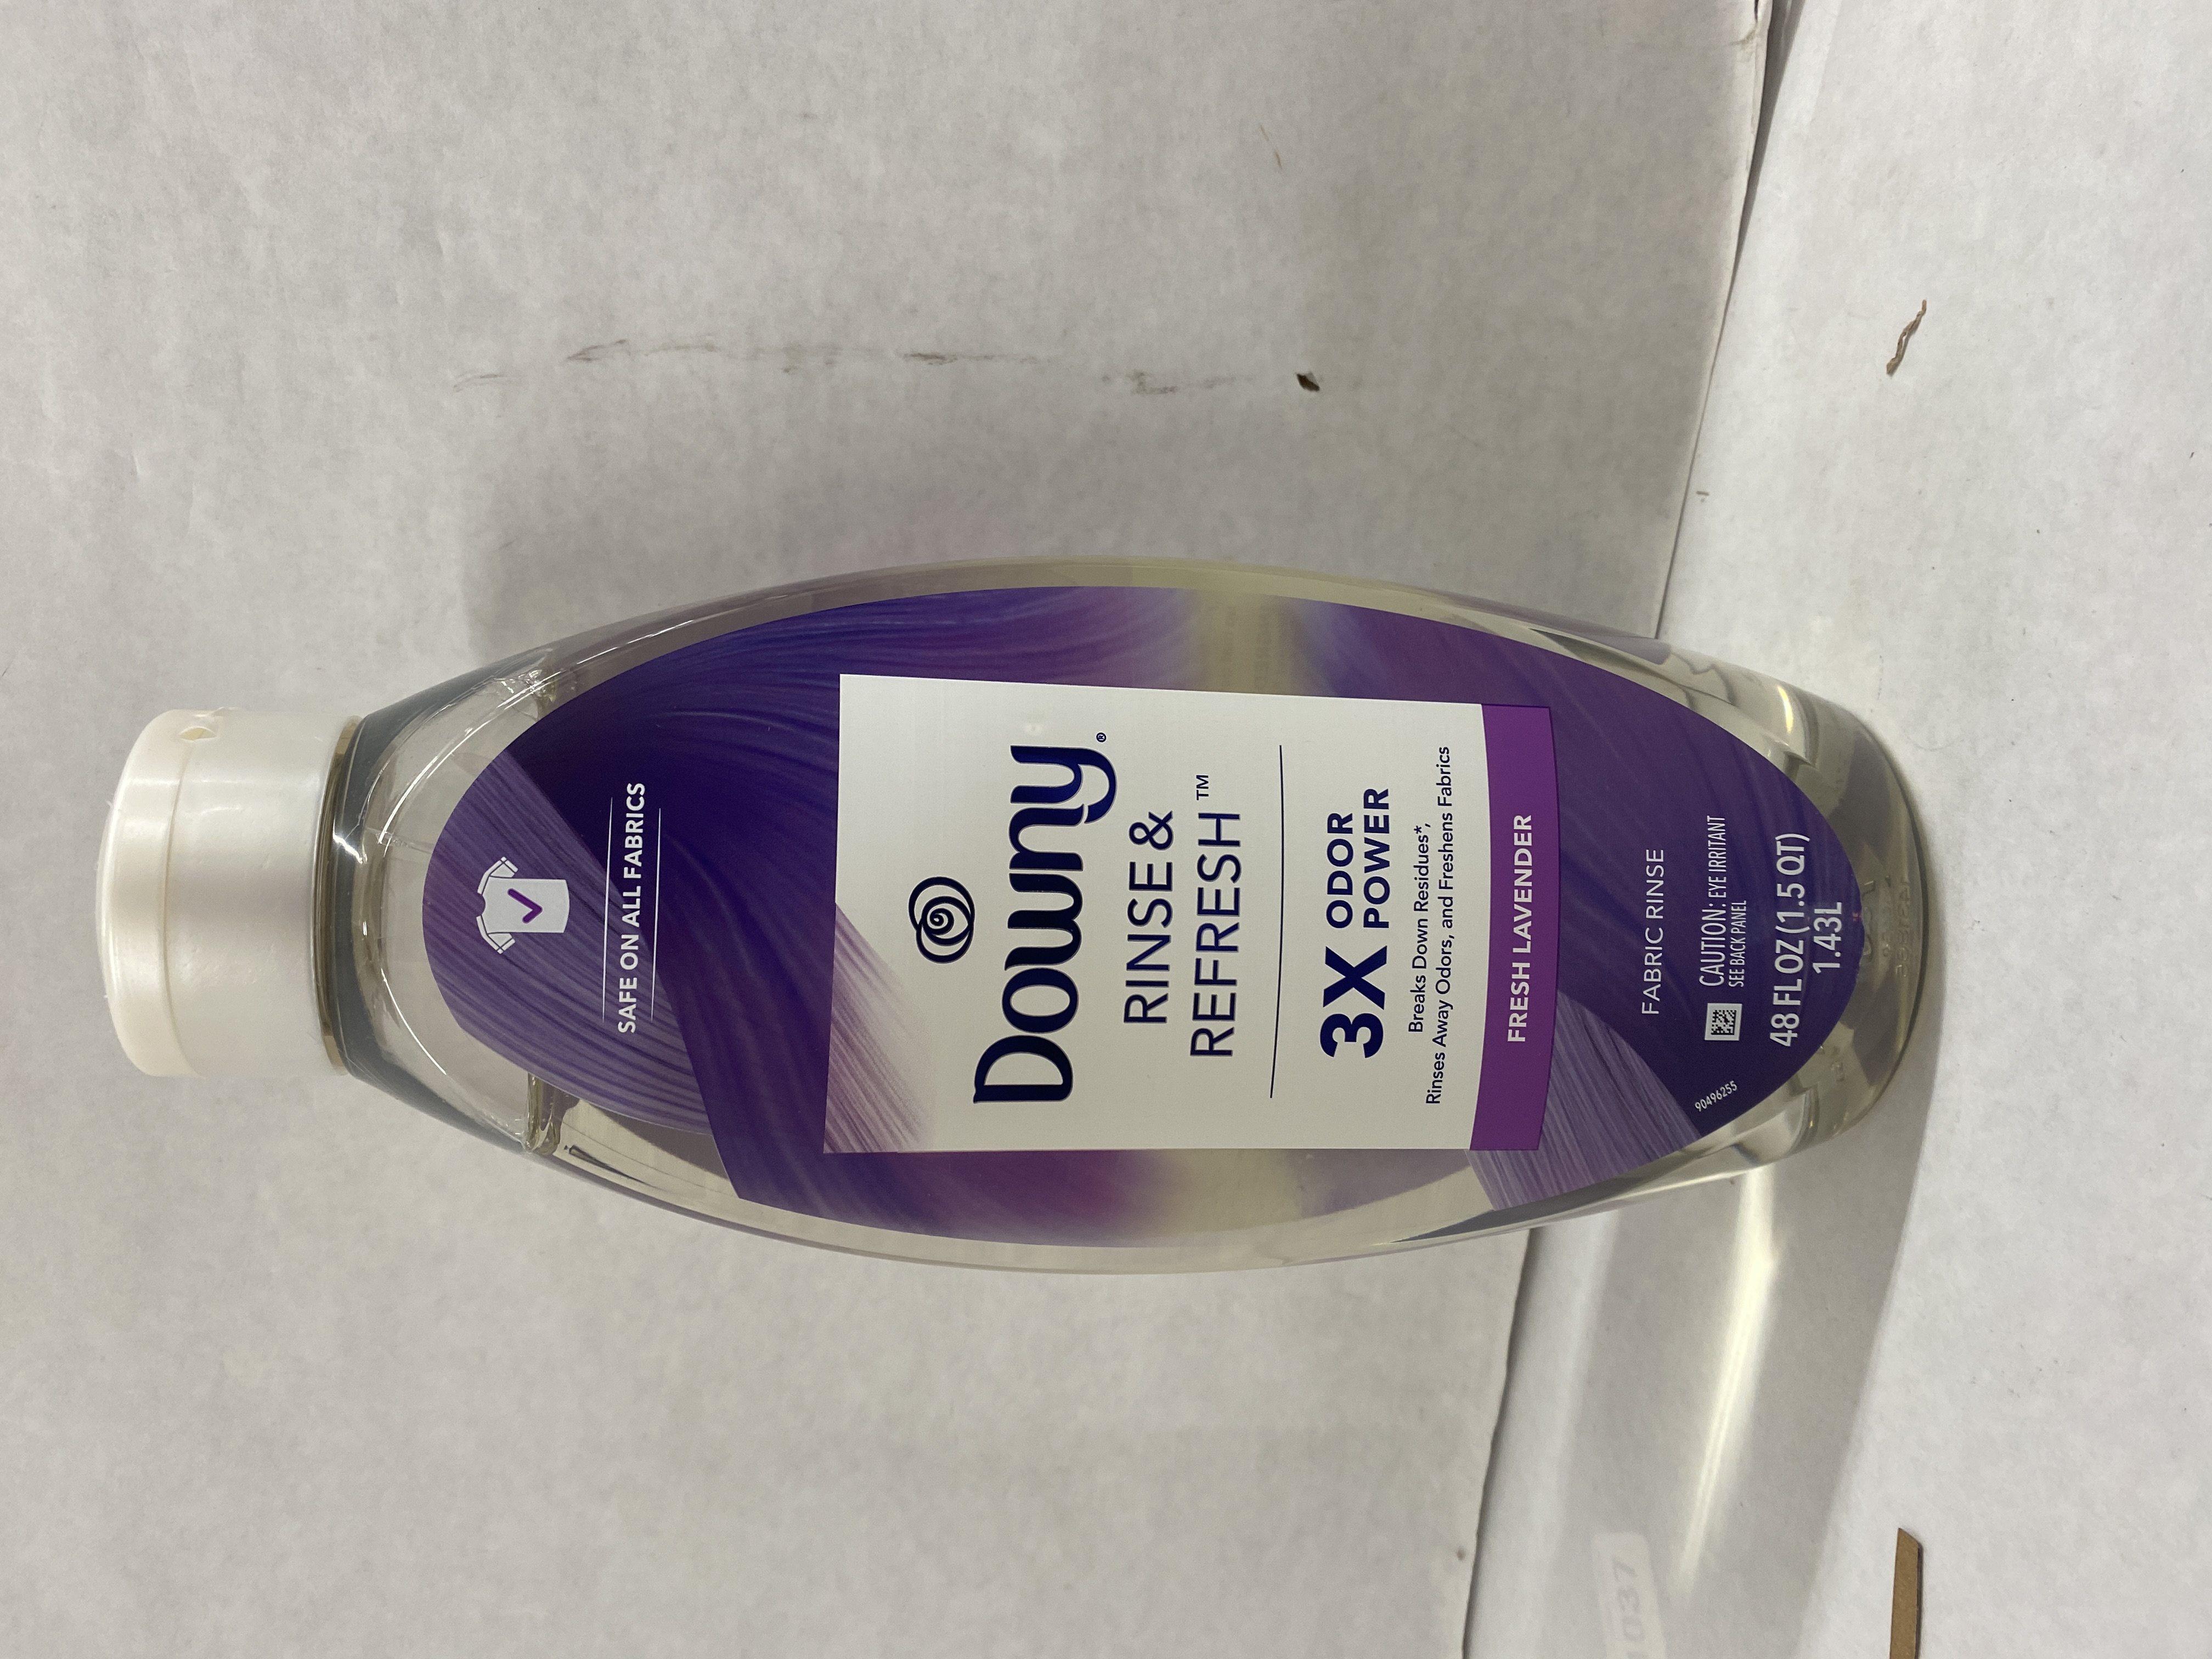 SAFE ON ALL FABRICS
Downy®
RINSE &
REFRESH™
3X ODOR
POWER
Breaks Down Residues*,
Rinses Away Odors, and Freshens Fabrics
FRESH LAVENDER
FABRIC RINSE
CAUTION: EYE IRRITANT
SEE BACK PANEL
48 FL OZ (1.5 QT)
1.43L
90496255
1037